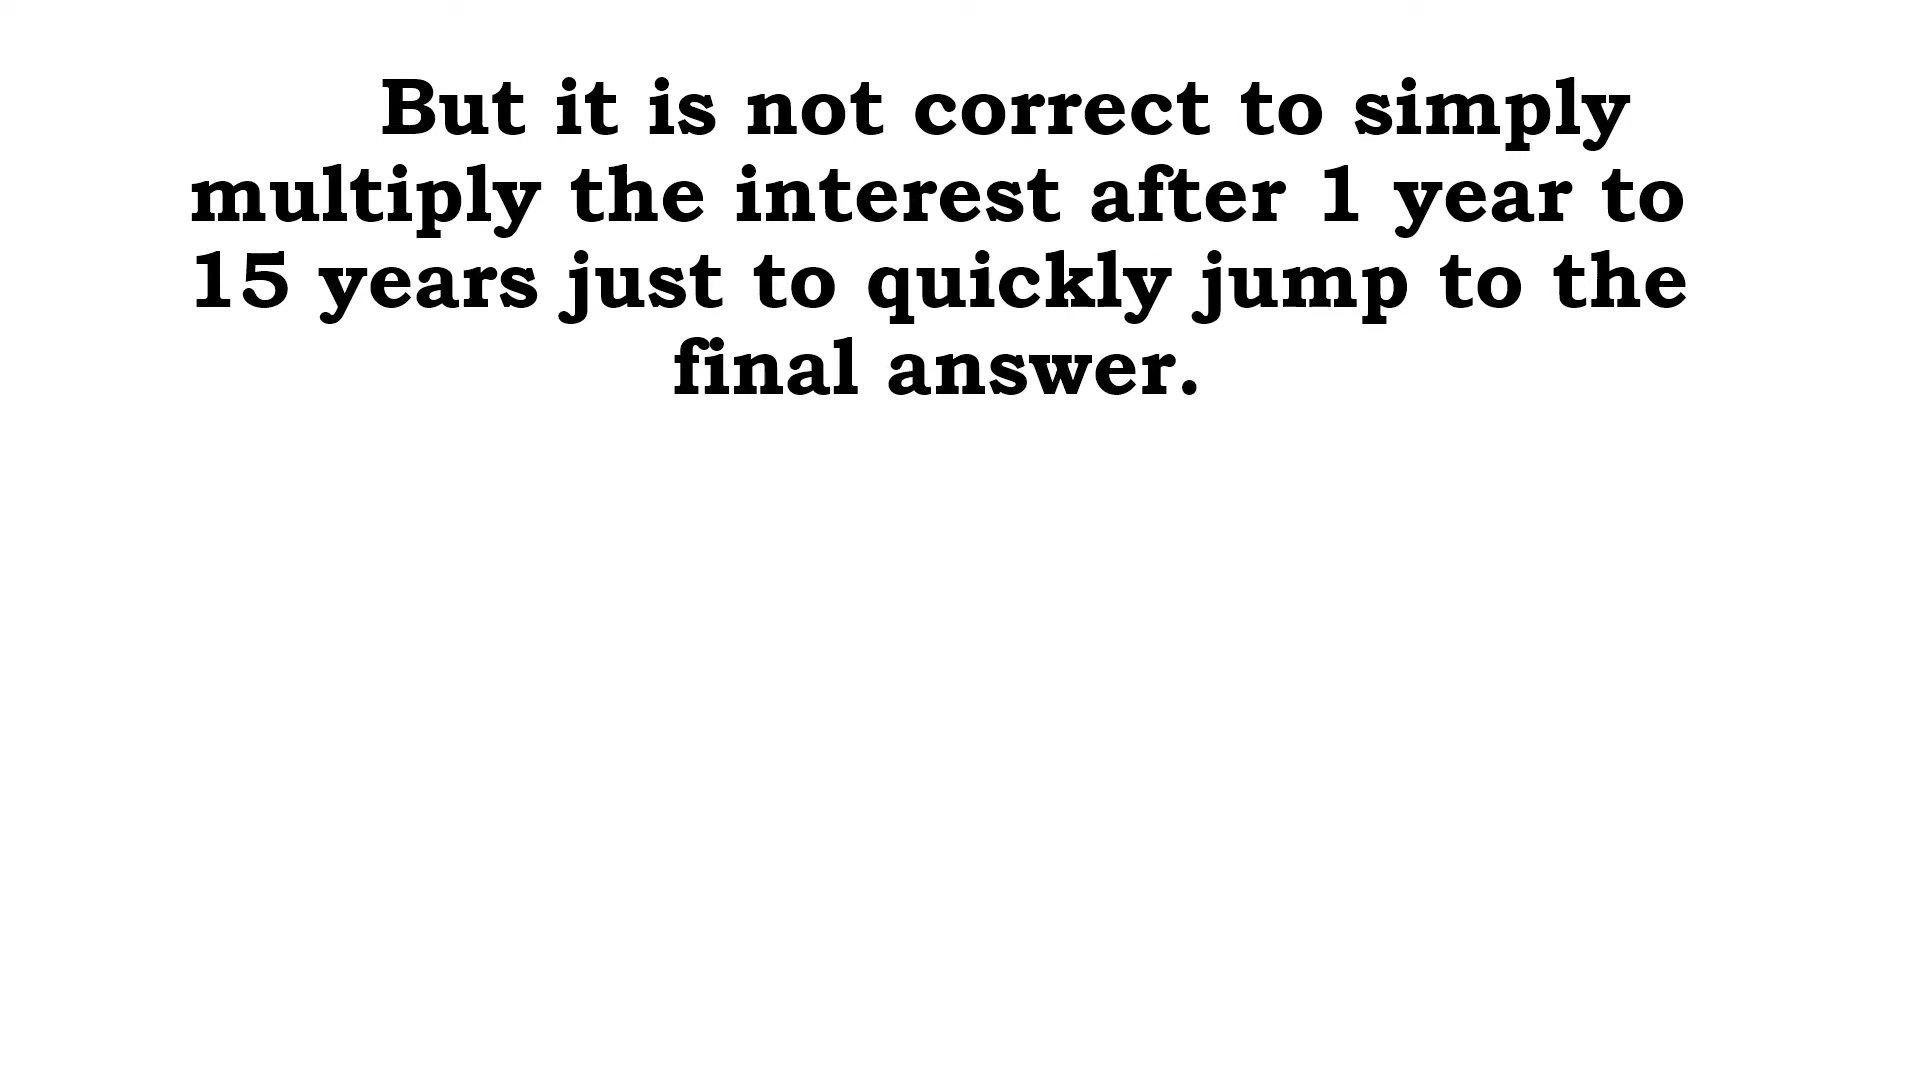 But it is not correct to simply
multiply the interest after 1 year to
15 years just to quickly jump to the
final answer.